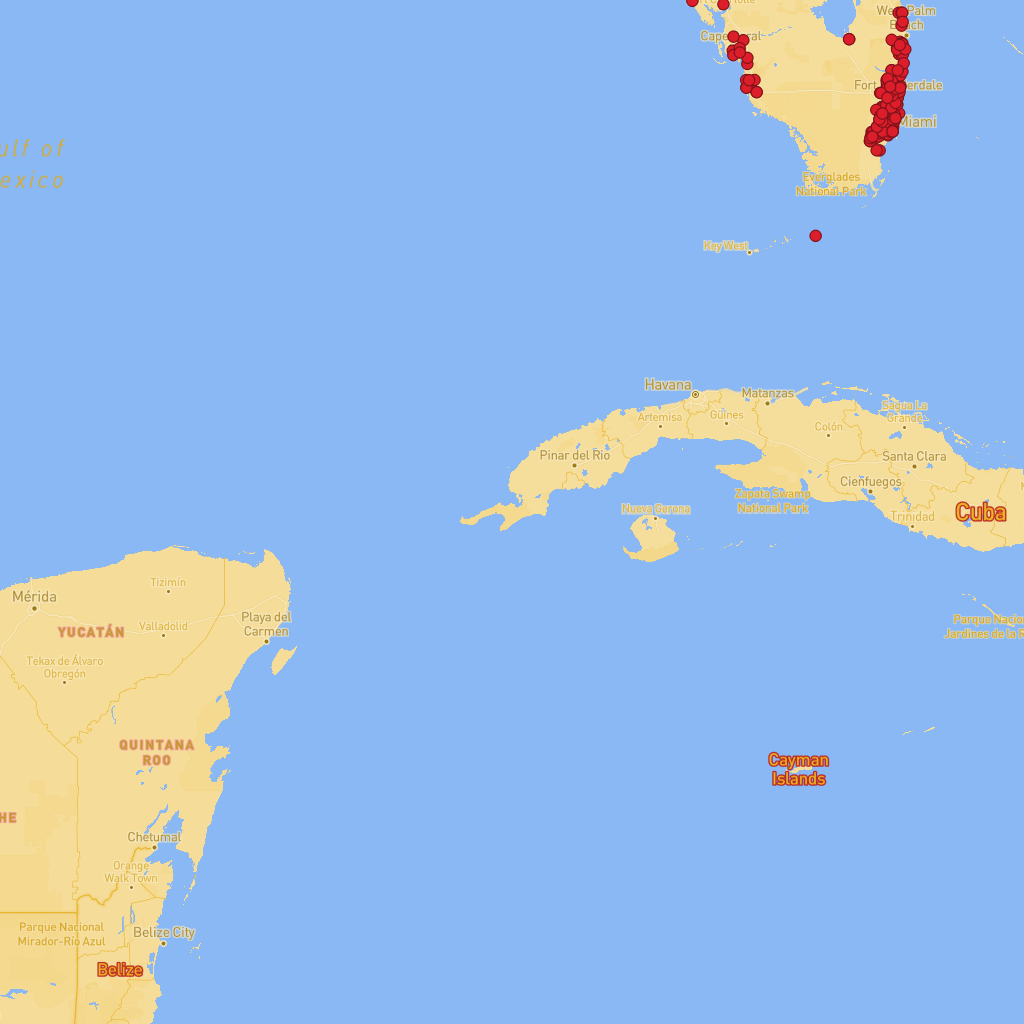 West Palm
Beach
Cape Coral
Fort Lauderdale
Miami
Gulf of
Mexico
Everglades
National Park
Key West
Havana
Matanzas
Artemisa
Güines
Sagua La
Grande
Colón
Pinar del Río
Santa Clara
Cienfuegos
Zapata Swamp
National Park
Nueva Gerona
Trinidad
Cuba
Tizimín
Mérida
Playa del
Carmen
YUCATÁN
Valladolid
Parque Nacio
Jardines de la R
Tekax de Álvaro
Obregón
QUINTANA
ROO
Cayman
Islands
HE
Chetumal
Orange
Walk Town
Parque Nacional
Mirador-Río Azul
Belize City
Belize